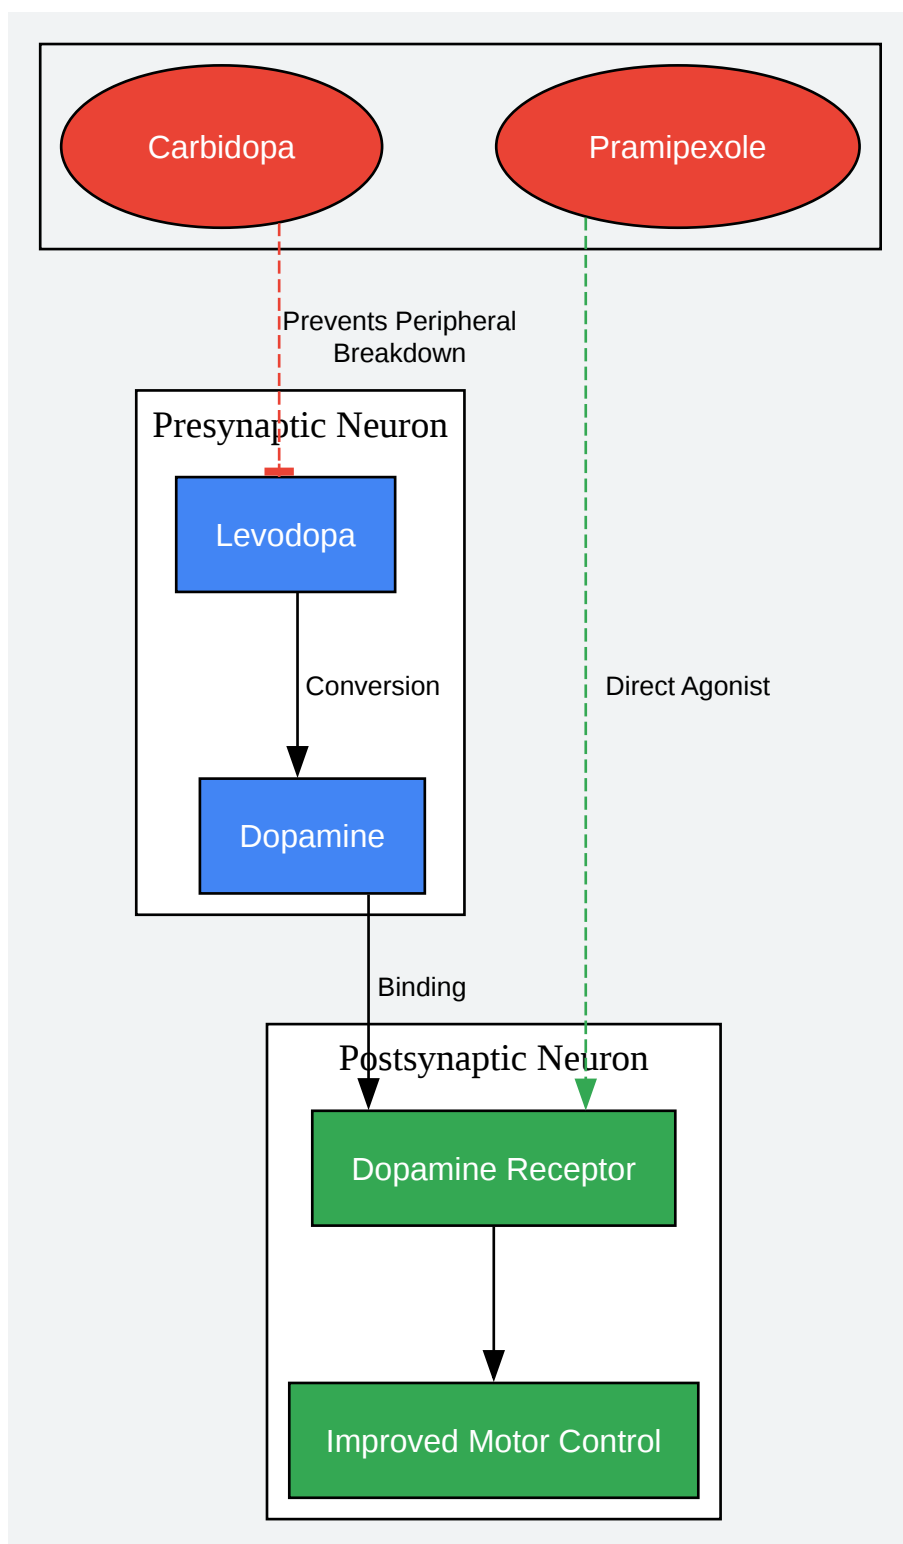 Carbidopa
Pramipexole
Prevents Peripheral
Breakdown
Presynaptic Neuron
Levodopa
Conversion
Direct Agonist
Dopamine
Binding
Postsynaptic Neuron
Dopamine Receptor
Improved Motor Control